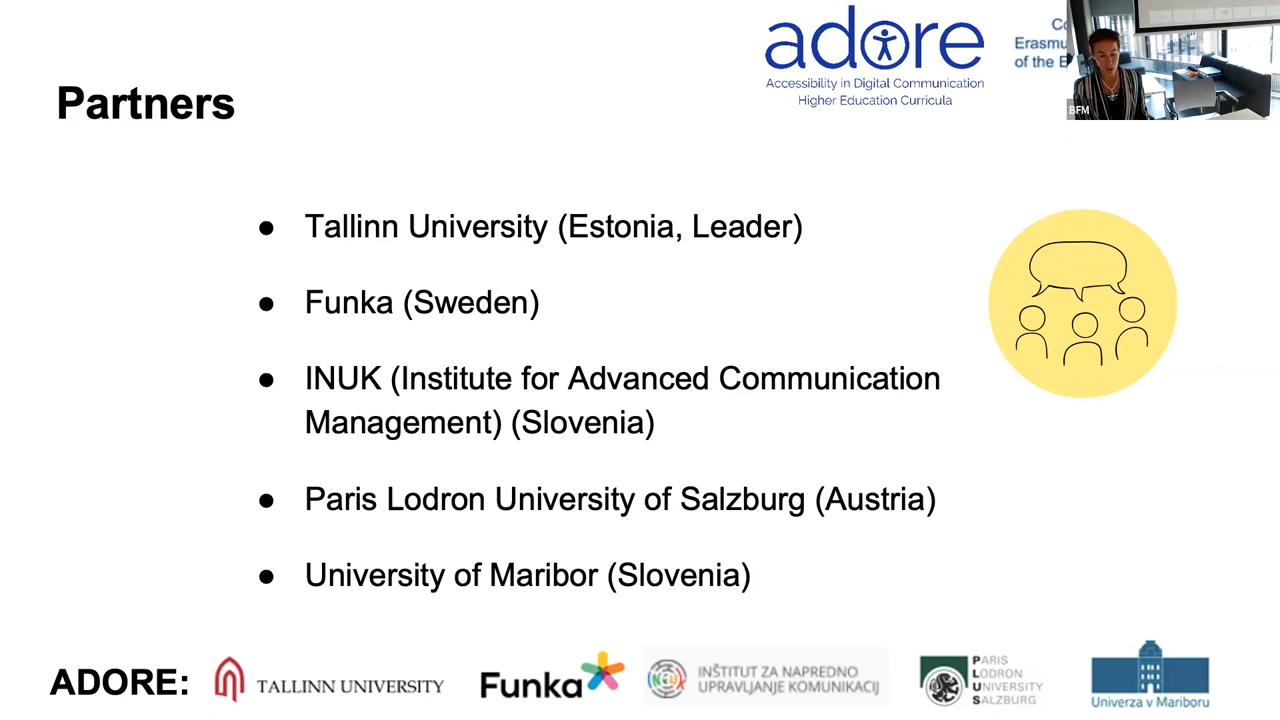 Partners
adore
Accessibility in Digital Communication
Higher Education Curricula
of the
BFM
● Tallinn University (Estonia, Leader)
● Funka (Sweden)
● INUK (Institute for Advanced Communication
Management) (Slovenia)
● Paris Lodron University of Salzburg (Austria)
● University of Maribor (Slovenia)
ADORE:
TALLINN UNIVERSITY
Funka
INŠTITUT ZA NAPREDNO
UPRAVLJANJE KOMUNIKACIJ
PARIS
LODRON
UNIVERSITY
SALZBURG
PLUS
Univerza v Mariboru